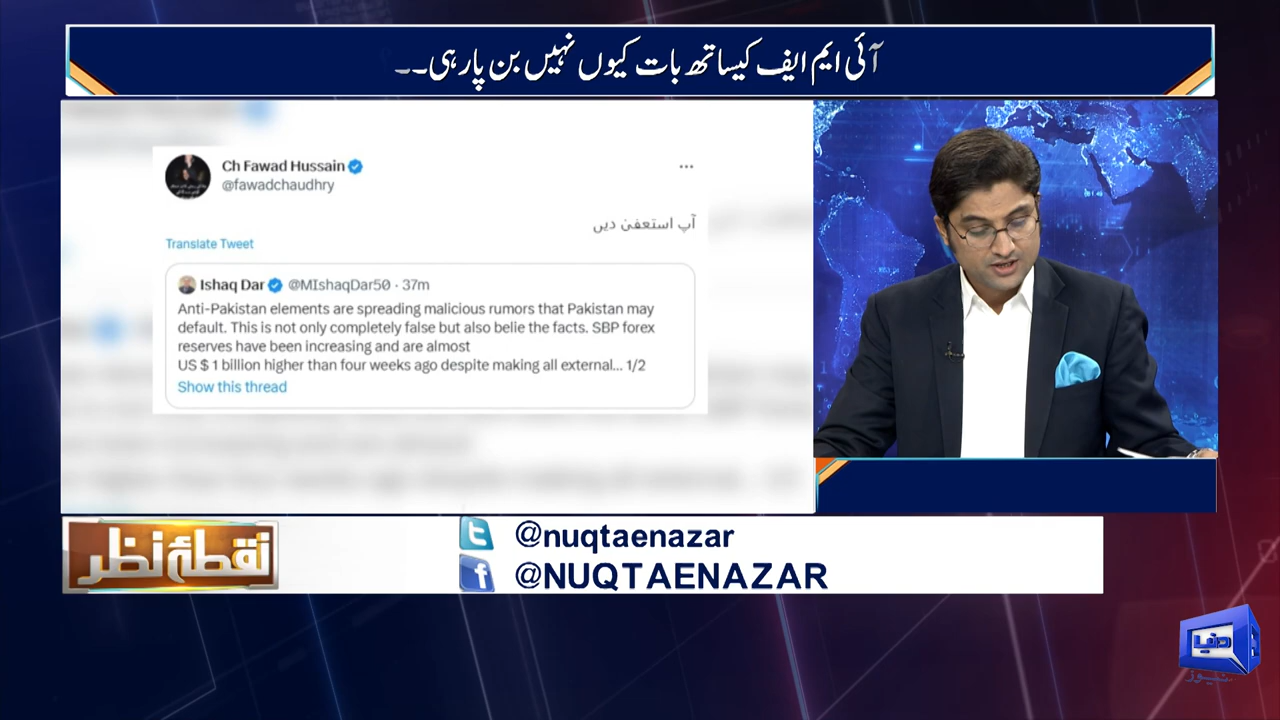 آئی ایم ایف کیساتھ بات کیوں نہیں بن پارہی۔۔
Ch Fawad Hussain
@fawadchaudhry
آپ استعفیٰ دیں
Translate Tweet
Ishaq Dar @MIshaqDar50 · 37m
Anti-Pakistan elements are spreading malicious rumors that Pakistan may
default. This is not only completely false but also belie the facts. SBP forex
reserves have been increasing and are almost
US $ 1 billion higher than four weeks ago despite making all external... 1/2
Show this thread
نقطۂ نظر
@nuqtaenazar
@NUQTAENAZAR
دنیا
نیوز